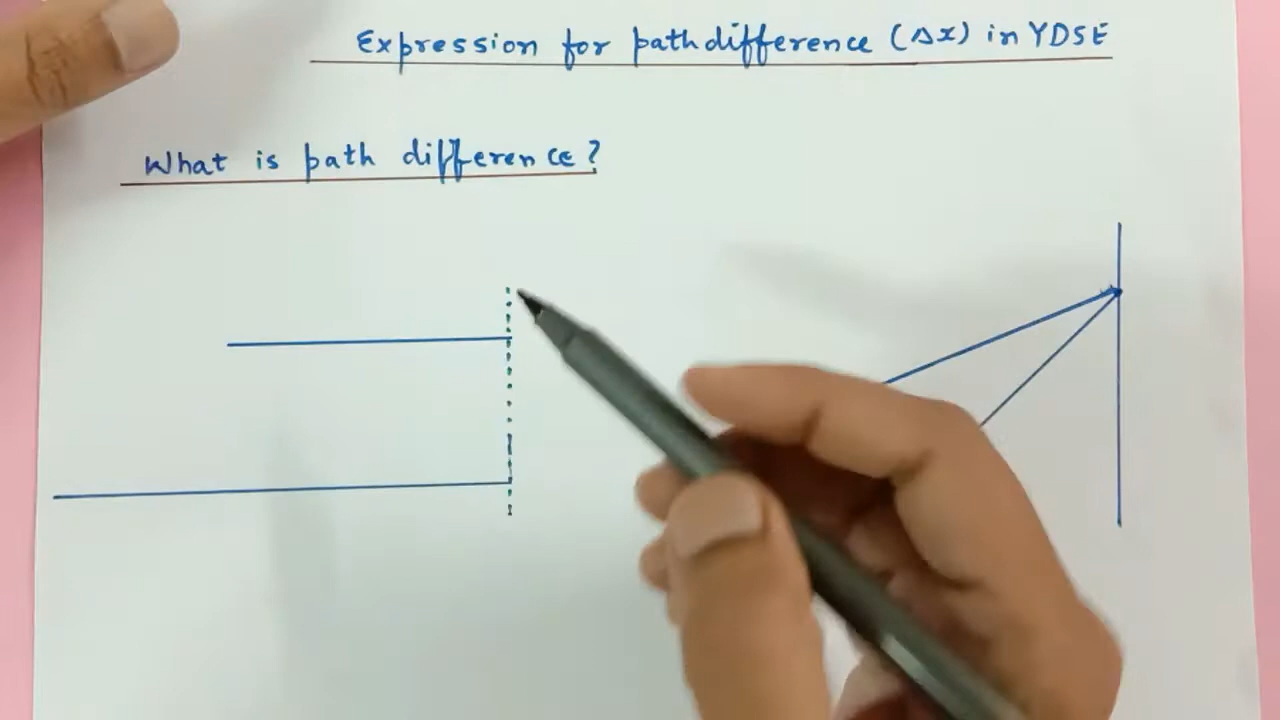 Expression for path difference (Δx) in YDSE
What is path difference?